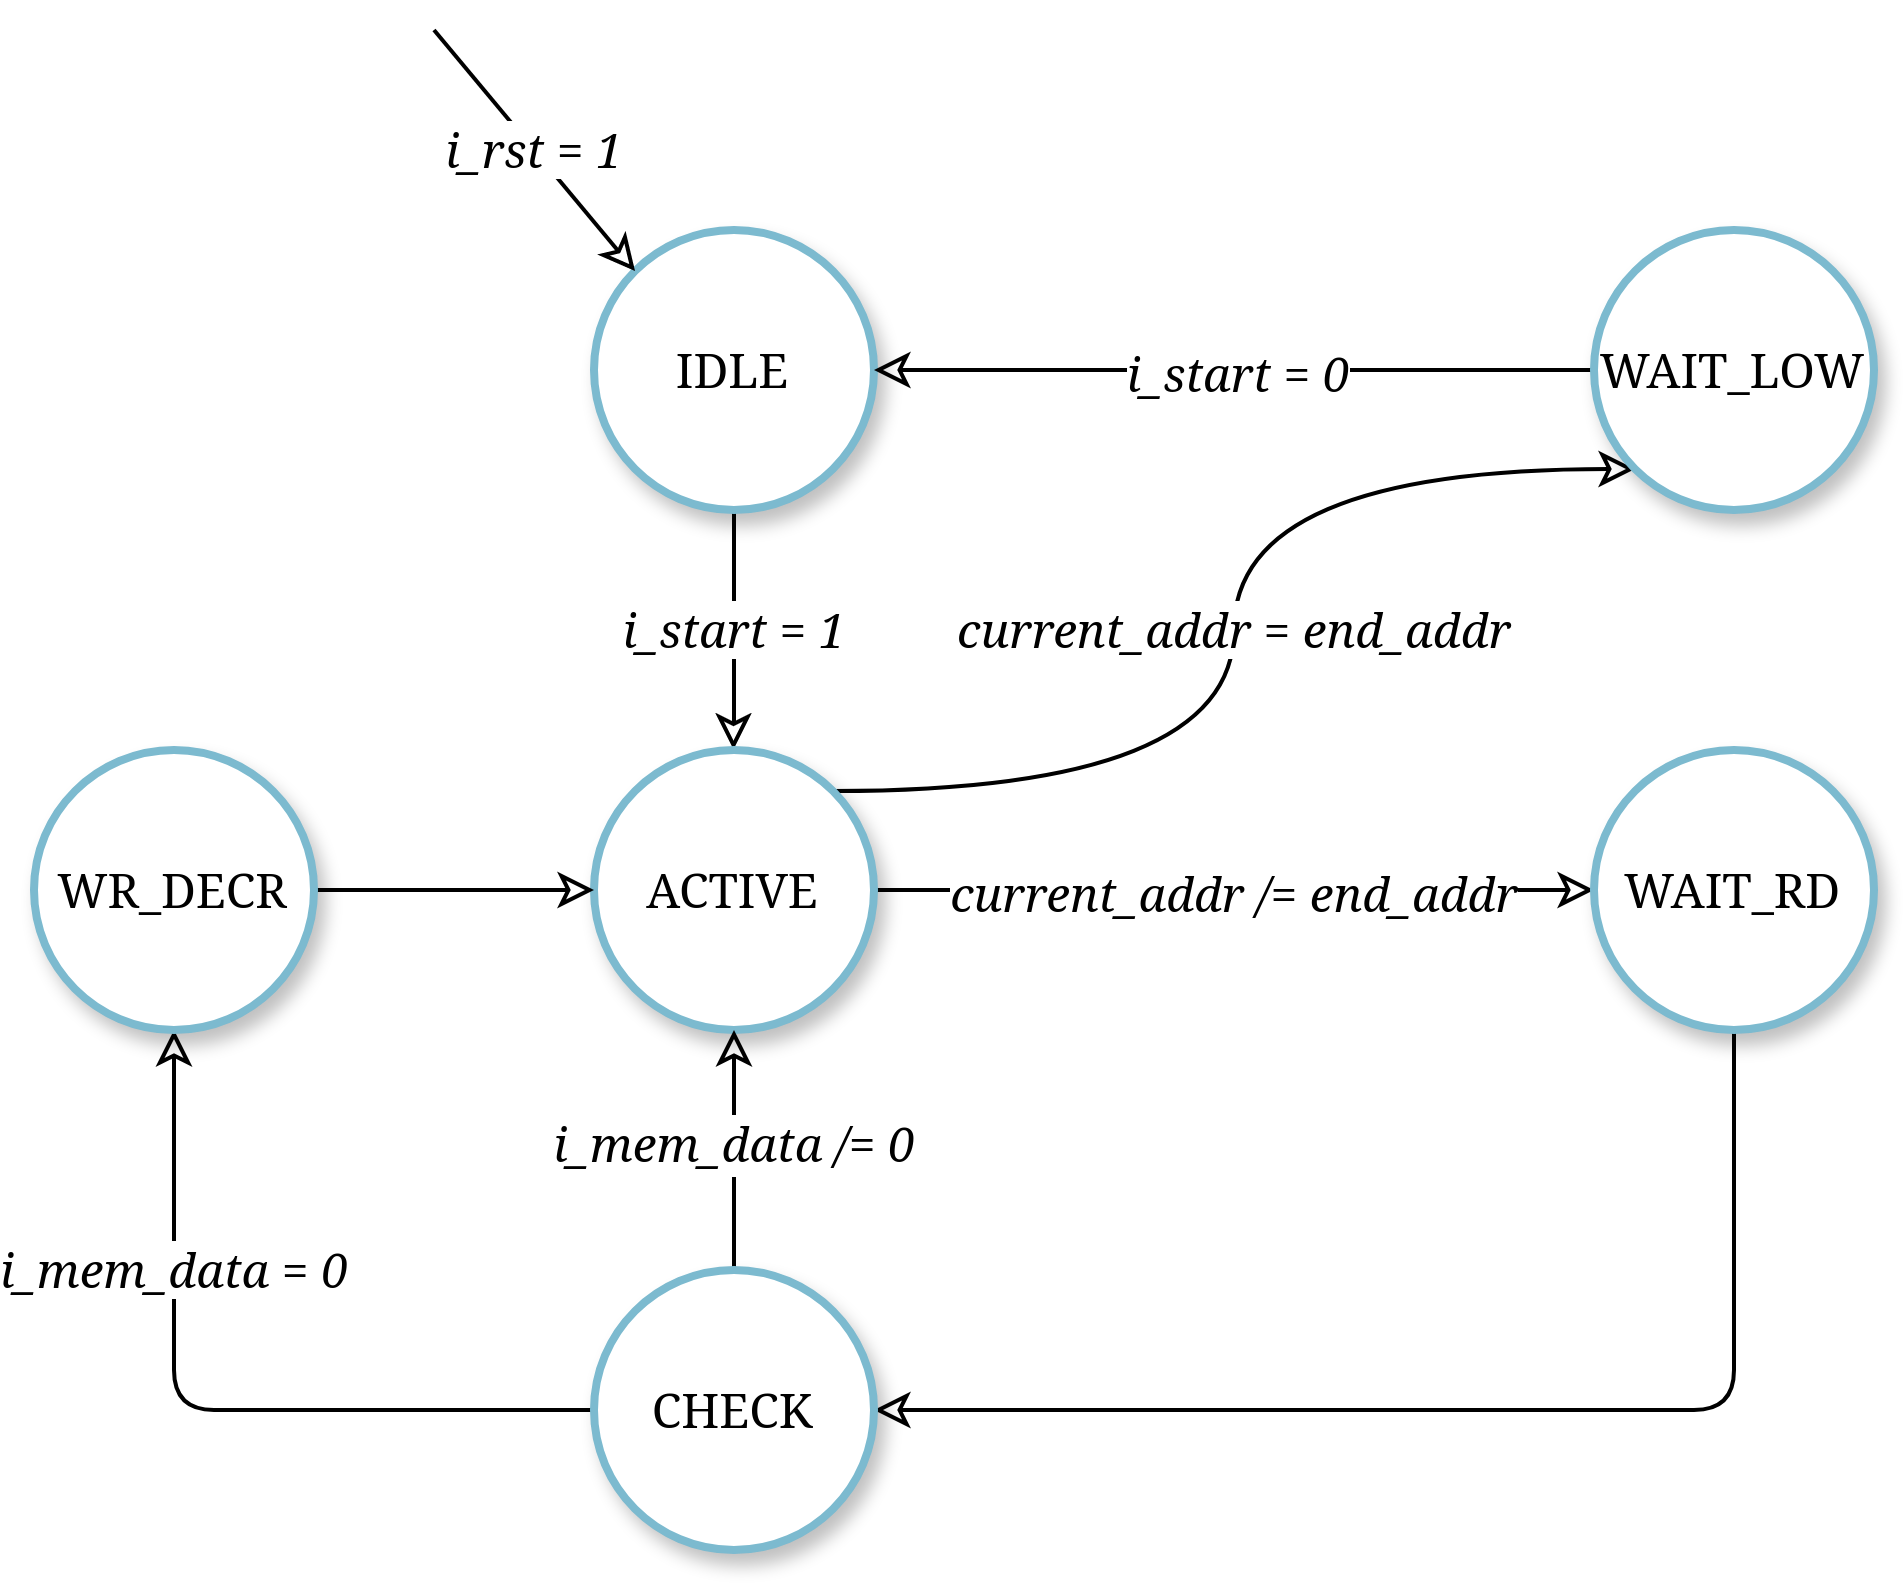 i_rst = 1
IDLE
i_start = 0
WAIT_LOW
i_start = 1
current_addr = end_addr
WR_DECR
ACTIVE
current_addr /= end_addr
WAIT_RD
i_mem_data /= 0
i_mem_data = 0
CHECK